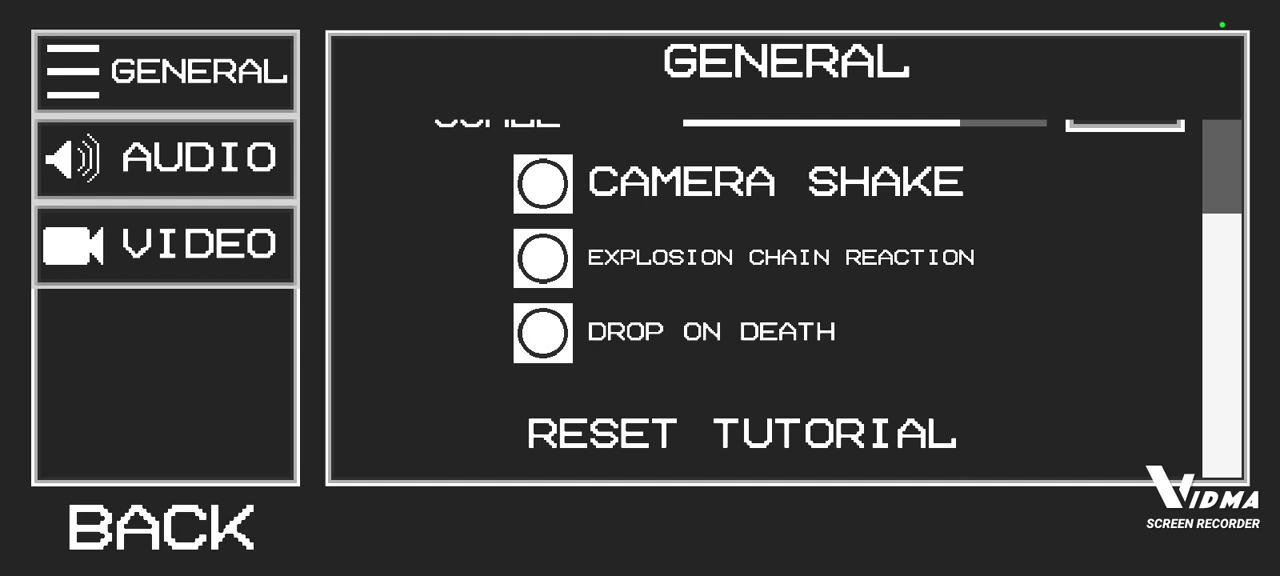 GENERAL
AUDIO
VIDEO
BACK
GENERAL
CAMERA SHAKE
EXPLOSION CHAIN REACTION
DROP ON DEATH
RESET TUTORIAL
VIDMA
SCREEN RECORDER